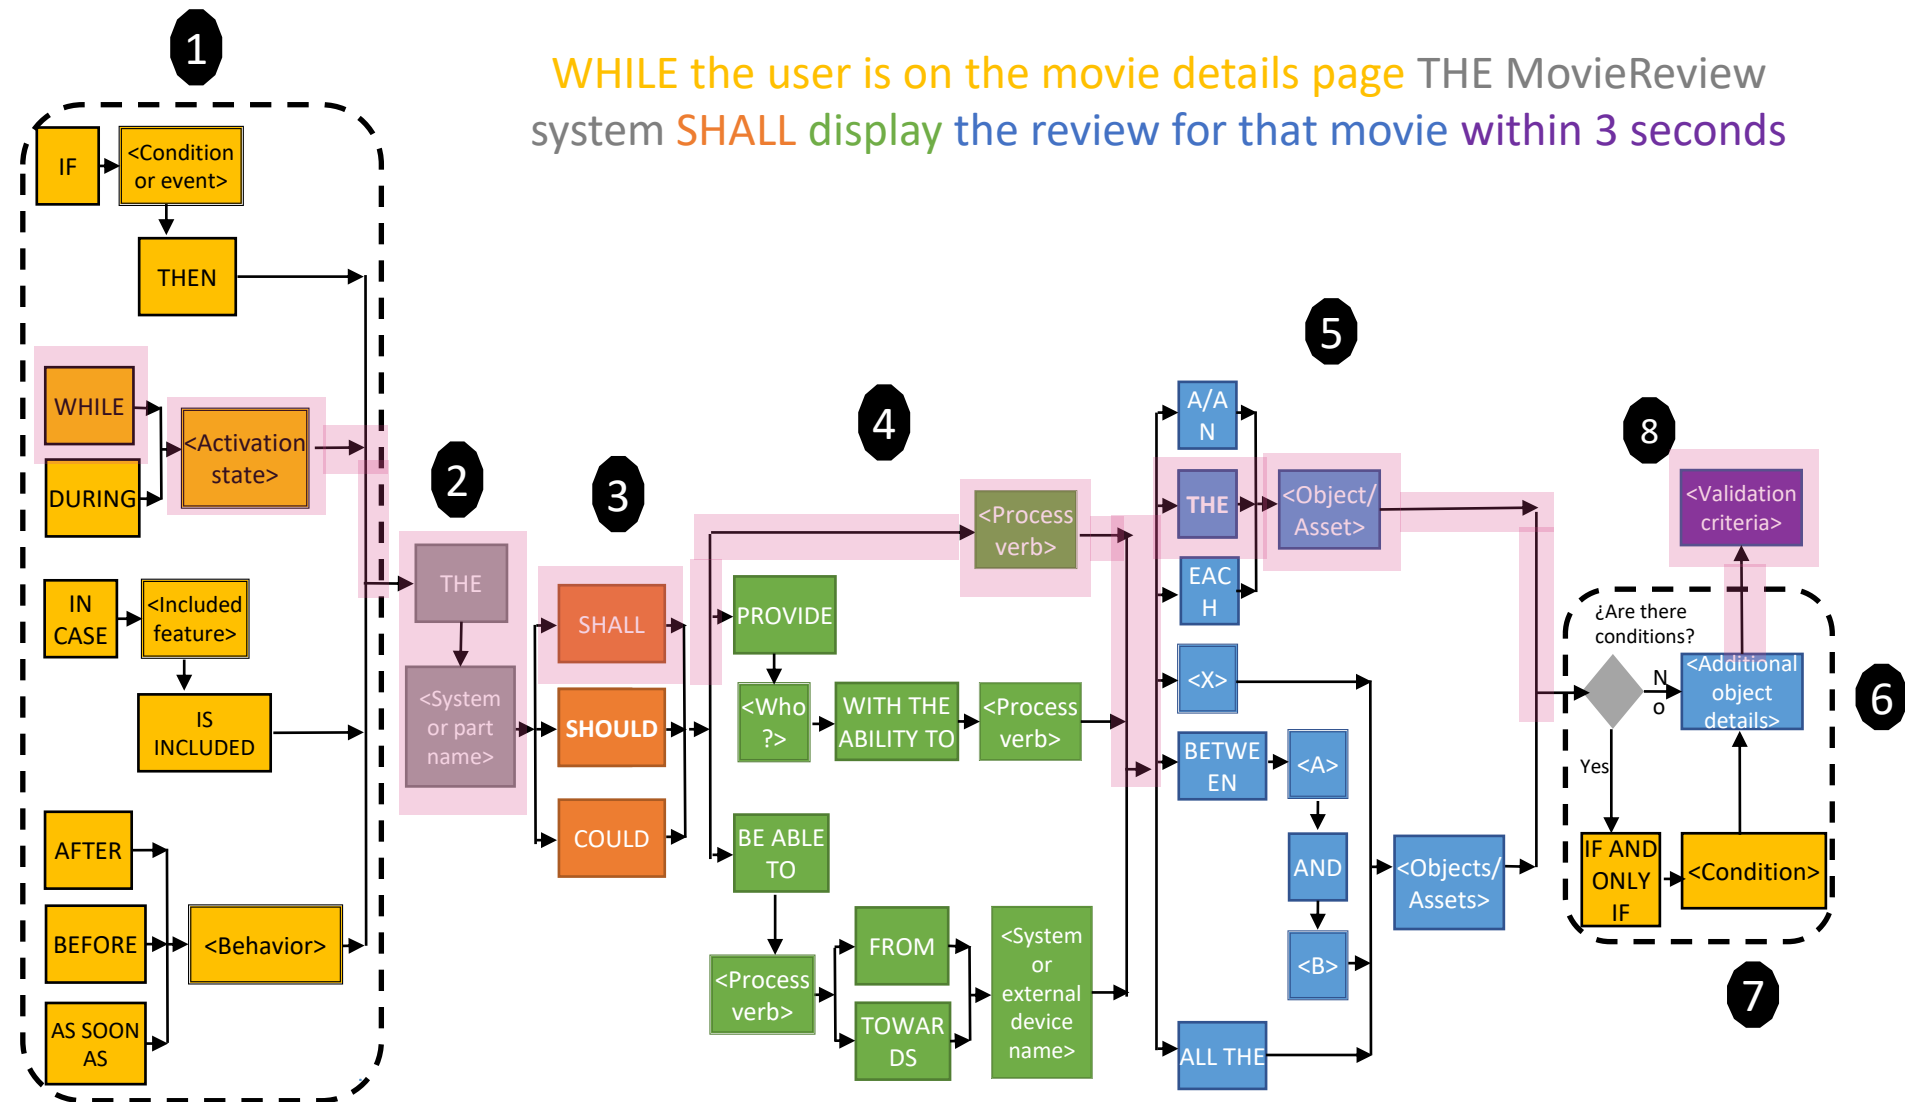 1
WHILE the user is on the movie details page THE MovieReview
system SHALL display the review for that movie within 3 seconds
IF
<Condition
or event>
THEN
WHILE
<Activation
state>
DURING
IN
CASE
<Included
feature>
IS
INCLUDED
AFTER
BEFORE
AS SOON
AS
<Behavior>
2
THE
<System
or part
name>
3
SHALL
SHOULD
COULD
4
<Process
verb>
PROVIDE
<Who
?>
WITH THE
ABILITY TO
<Process
verb>
BE ABLE
TO
<Process
verb>
FROM
TOWAR
DS
<System
or
external
device
name>
5
A/A
N
THE
EAC
H
<Object/
Asset>
<X>
BETWE
EN
<A>
AND
<B>
ALL THE
<Objects/
Assets>
8
<Validation
criteria>
¿Are there
conditions?
N
o
<Additional
object
details>
6
Yes
IF AND
ONLY
IF
<Condition>
7